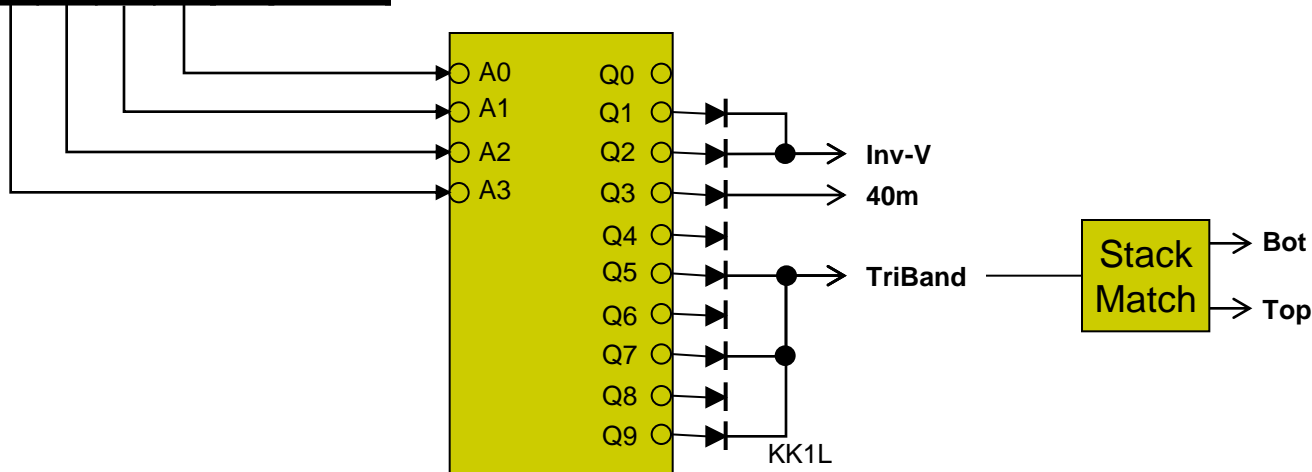 A0 Q0
A1 Q1
A2 Q2 Inv-V
A3 Q3 40m
Q4
Q5 TriBand
Q6
Q7
Q8
Q9
KK1L
Stack
Match
Bot
Top